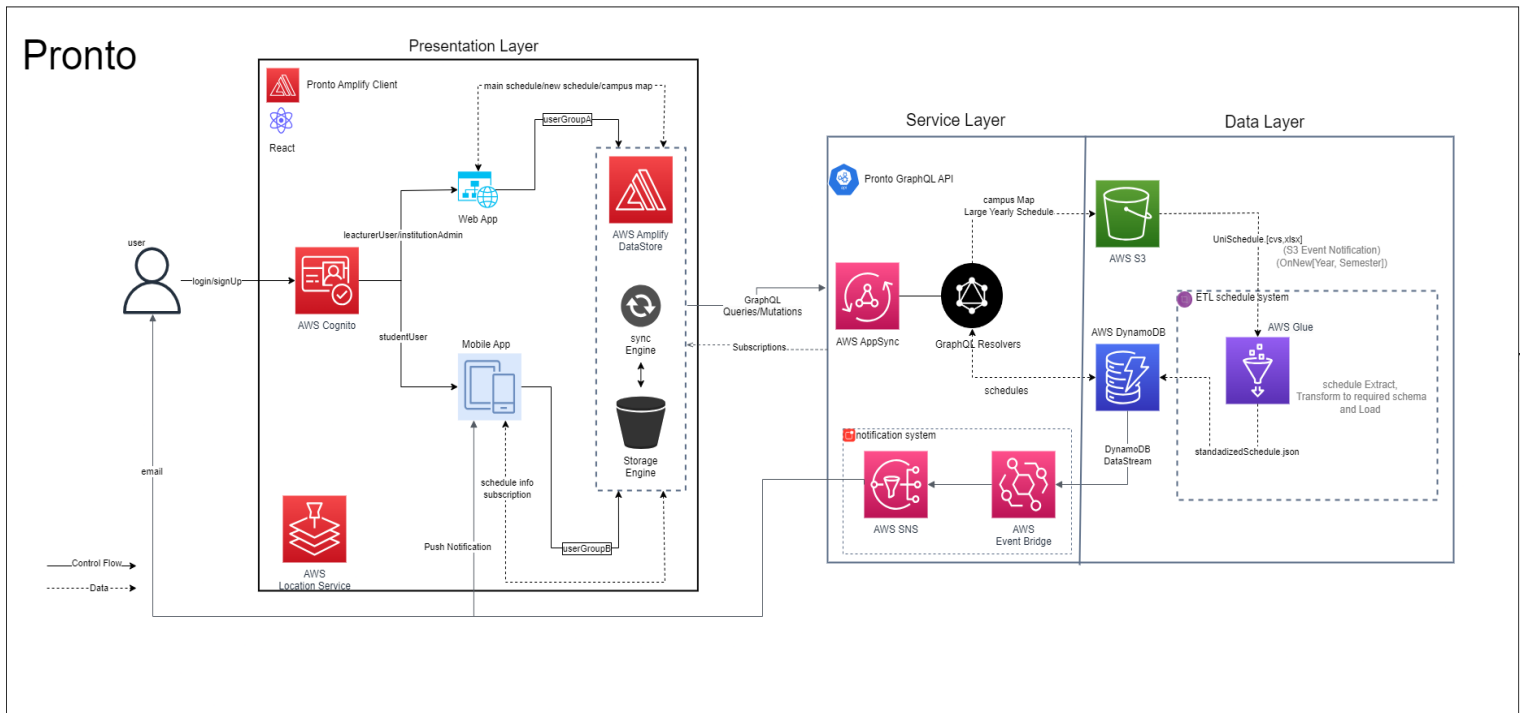 Pronto
Presentation Layer
Pronto Amplify Client
React
main schedule/new schedule/campus map
userGroupA
Web App
leacturerUser/institutionAdmin
user
login/signUp
AWS Cognito
studentUser
Mobile App
AWS Amplify
DataStore
sync
Engine
Storage
Engine
schedule info
subscription
userGroupB
Push Notification
email
AWS
Location Service
Control Flow
Data
GraphQL
Queries/Mutations
Subscriptions
Service Layer
Pronto GraphQL API
campus Map
Large Yearly Schedule
AWS AppSync
GraphQL Resolvers
schedules
notification system
AWS SNS
AWS
Event Bridge
Data Layer
AWS S3
UniSchedule.[cvs,xlsx]
(S3 Event Notification)
(OnNew[Year, Semester])
ETL schedule system
AWS Glue
AWS DynamoDB
schedule Extract,
Transform to required schema
and Load
standadizedSchedule.json
DynamoDB
DataStream